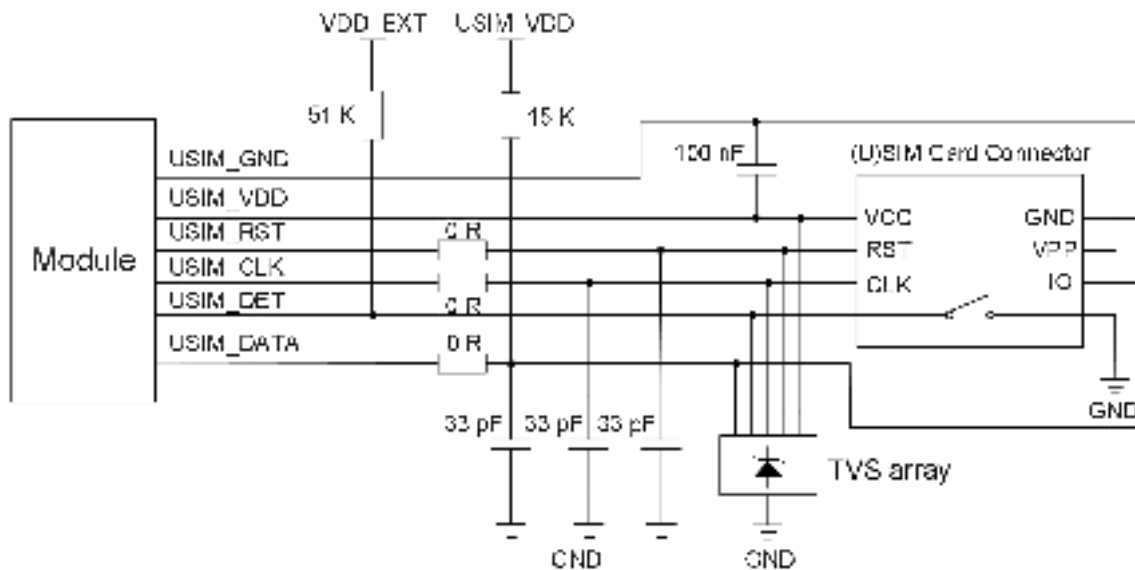 VDD_EXT
USIM_VDD
51 K
15 K
Module
USIM_GND
USIM_VDD
USIM_RST
USIM_CLK
USIM_DET
USIM_DATA
0 R
0 R
0 R
100 nF
(U)SIM Card Connector
VCC
GND
RST
VPP
CLK
IO
GND
33 pF
33 pF
33 pF
TVS array
GND
GND